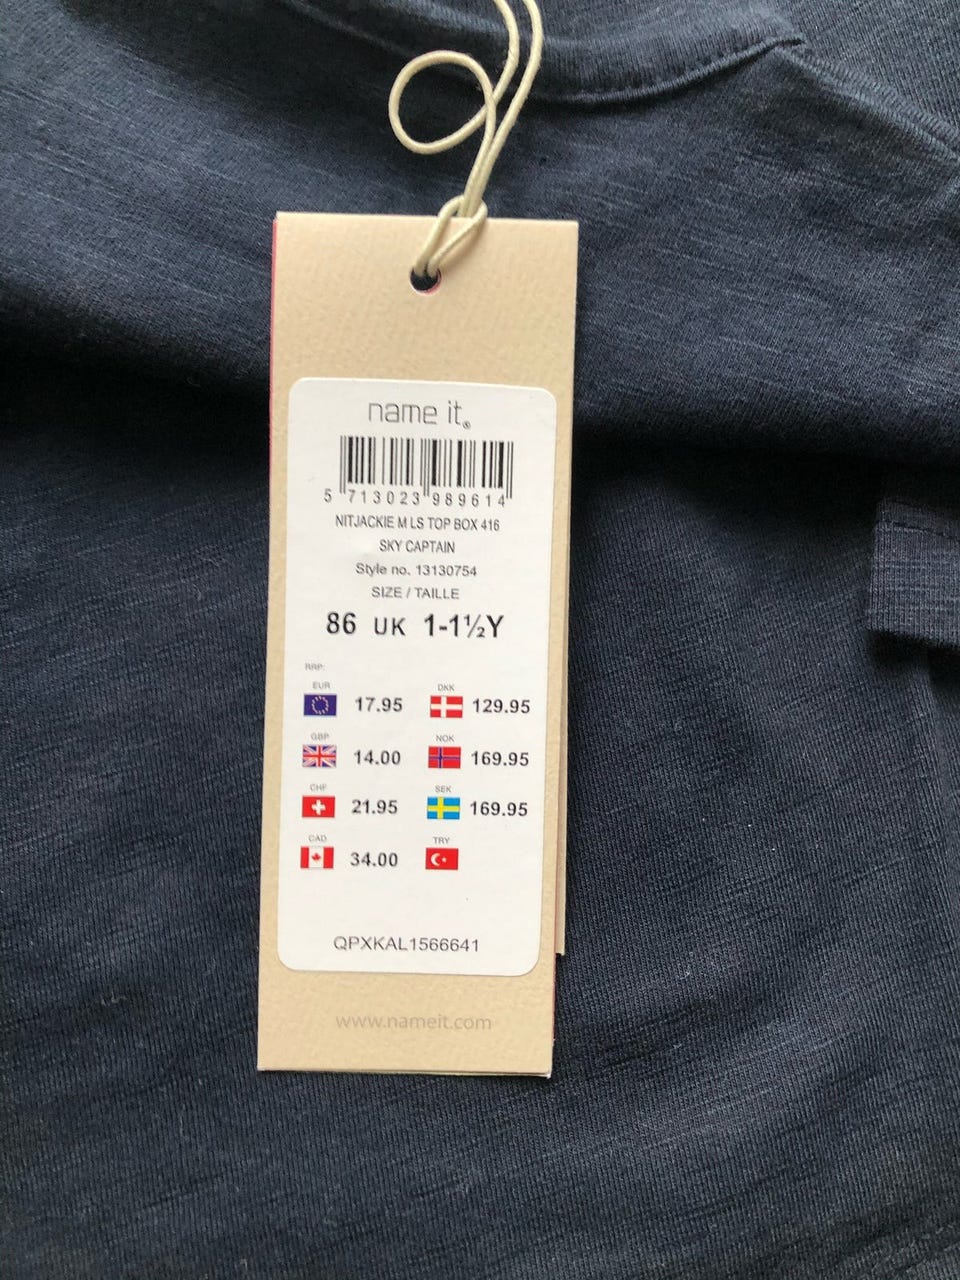 name it®
5 713023 989614
NITJACKIE M LS TOP BOX 416
SKY CAPTAIN
Style no. 13130754
SIZE / TAILLE
86 UK 1-1½Y
RRP:
EUR 17.95 DKK 129.95
GBP 14.00 NOK 169.95
CHF 21.95 SEK 169.95
CAD 34.00 TRY
QPXKAL1566641
www.nameit.com